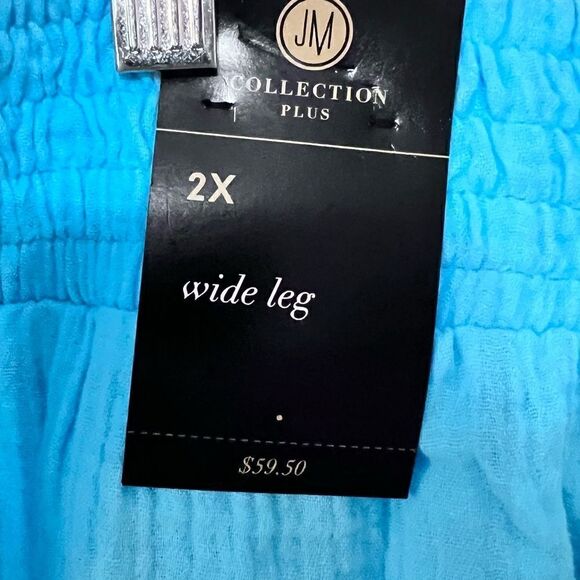 JM
COLLECTION
PLUS
2X
wide leg
$59.50